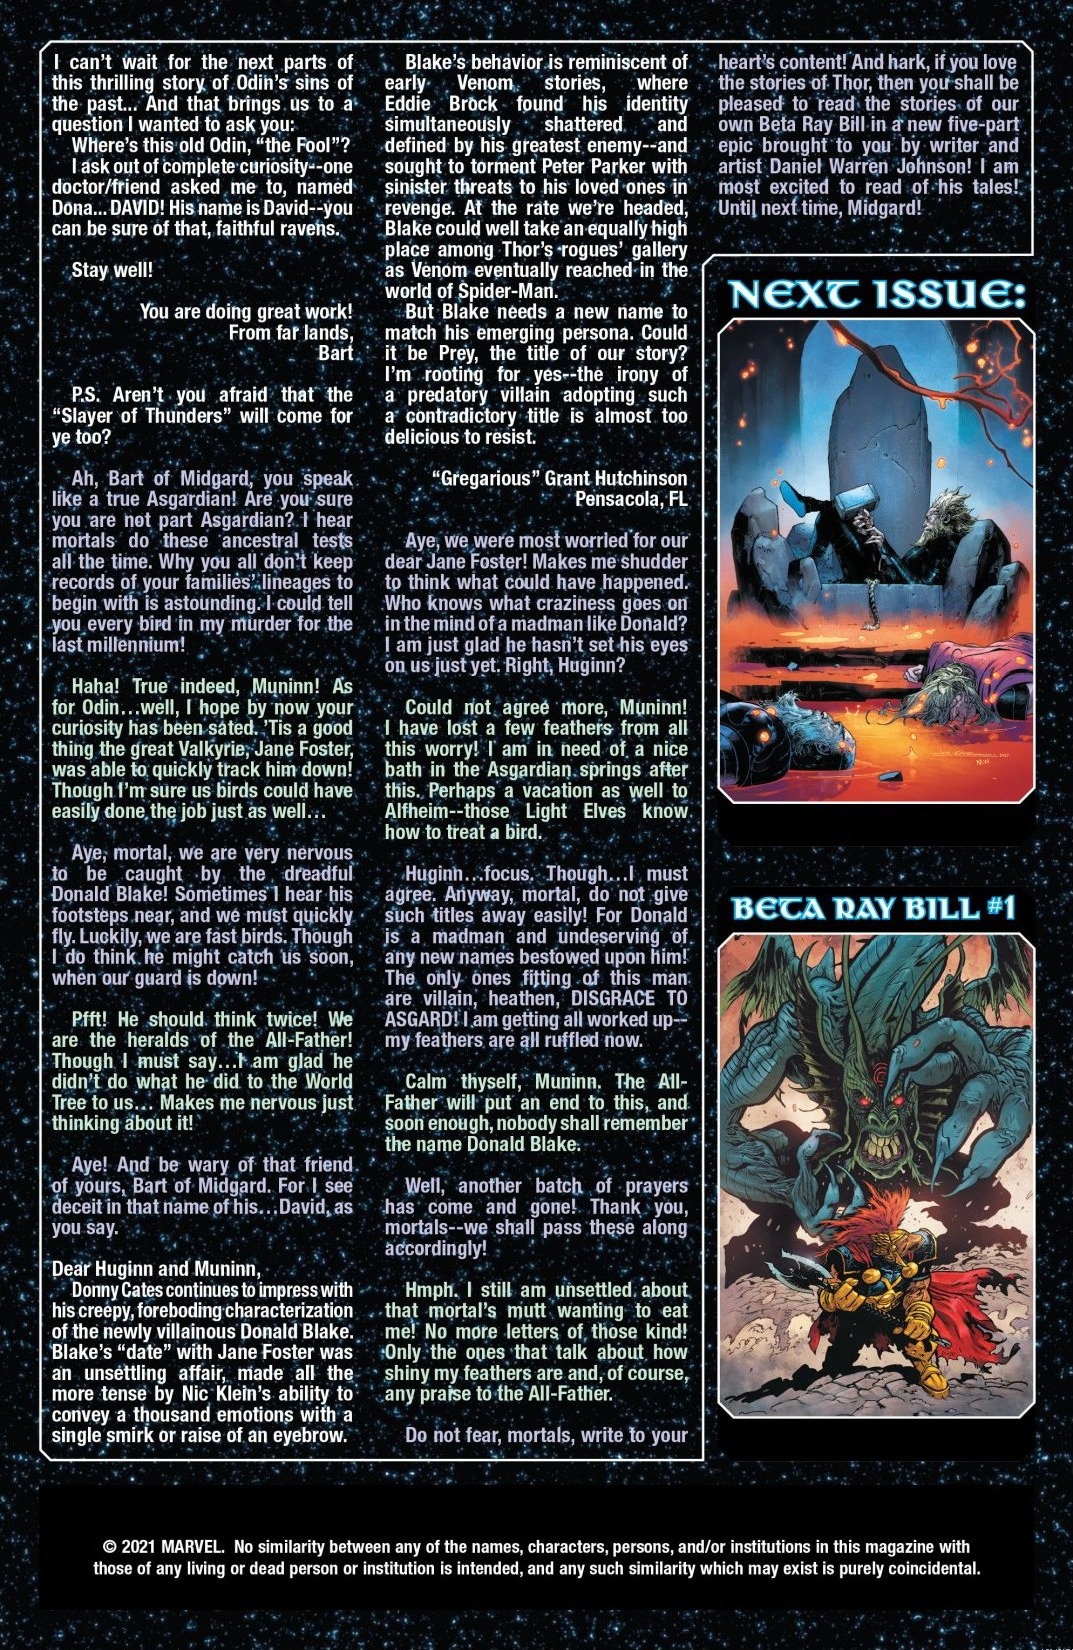 I can't wait for the next parts of
this thrilling story of Odin's sins of
the past... And that brings us to a
question I wanted to ask you:
Where's this old Odin, “the Fool”?
I ask out of complete curiosity--one
doctor/friend asked me to, named
Dona... DAVID! His name is David--you
can be sure of that, faithful ravens.
Stay well!
You are doing great work!
From far lands,
Bart
P.S. Aren't you afraid that the
“Slayer of Thunders” will come for
ye too?
Ah, Bart of Midgard, you speak
like a true Asgardian! Are you sure
you are not part Asgardian? I hear
mortals do these ancestral tests
all the time. Why you all don't keep
records of your families' lineages to
begin with is astounding. I could tell
you every bird in my murder for the
last millennium!
Haha! True indeed, Muninn! As
for Odin...well, I hope by now your
curiosity has been sated. 'Tis a good
thing the great Valkyrie, Jane Foster,
was able to quickly track him down!
Though I'm sure us birds could have
easily done the job just as well...
Aye, mortal, we are very nervous
to be caught by the dreadful
Donald Blake! Sometimes I hear his
footsteps near, and we must quickly
fly. Luckily, we are fast birds. Though
I do think he might catch us soon,
when our guard is down!
Pfft! He should think twice! We
are the heralds of the All-Father!
Though I must say...I am glad he
didn't do what he did to the World
Tree to us... Makes me nervous just
thinking about it!
Aye! And be wary of that friend
of yours, Bart of Midgard. For I see
deceit in that name of his...David, as
you say.
Dear Huginn and Muninn,
Donny Cates continues to impress with
his creepy, foreboding characterization
of the newly villainous Donald Blake.
Blake's “date” with Jane Foster was
an unsettling affair, made all the
more tense by Nic Klein's ability to
convey a thousand emotions with a
single smirk or raise of an eyebrow.
Blake's behavior is reminiscent of
early Venom stories, where
Eddie Brock found his identity
simultaneously shattered and
defined by his greatest enemy--and
sought to torment Peter Parker with
sinister threats to his loved ones in
revenge. At the rate we're headed,
Blake could well take an equally high
place among Thor's rogues' gallery
as Venom eventually reached in the
world of Spider-Man.
But Blake needs a new name to
match his emerging persona. Could
it be Prey, the title of our story?
I'm rooting for yes--the irony of
a predatory villain adopting such
a contradictory title is almost too
delicious to resist.
“Gregarious” Grant Hutchinson
Pensacola, FL
Aye, we were most worried for our
dear Jane Foster! Makes me shudder
to think what could have happened.
Who knows what craziness goes on
in the mind of a madman like Donald?
I am just glad he hasn't set his eyes
on us just yet. Right, Huginn?
Could not agree more, Muninn!
I have lost a few feathers from all
this worry! I am in need of a nice
bath in the Asgardian springs after
this. Perhaps a vacation as well to
Alfheim--those Light Elves know
how to treat a bird.
Huginn...focus. Though...I must
agree. Anyway, mortal, do not give
such titles away easily! For Donald
is a madman and undeserving of
any new names bestowed upon him!
The only ones fitting of this man
are villain, heathen, DISGRACE TO
ASGARD! I am getting all worked up--
my feathers are all ruffled now.
Calm thyself, Muninn. The All-
Father will put an end to this, and
soon enough, nobody shall remember
the name Donald Blake.
Well, another batch of prayers
has come and gone! Thank you,
mortals--we shall pass these along
accordingly!
Hmph. I still am unsettled about
that mortal's mutt wanting to eat
me! No more letters of those kind!
Only the ones that talk about how
shiny my feathers are and, of course,
any praise to the All-Father.
Do not fear, mortals, write to your
heart's content! And hark, if you love
the stories of Thor, then you shall be
pleased to read the stories of our
own Beta Ray Bill in a new five-part
epic brought to you by writer and
artist Daniel Warren Johnson! I am
most excited to read of his tales!
Until next time, Midgard!
NEXT ISSUE:
BETA RAY BILL #1
© 2021 MARVEL. No similarity between any of the names, characters, persons, and/or institutions in this magazine with
those of any living or dead person or institution is intended, and any such similarity which may exist is purely coincidental.